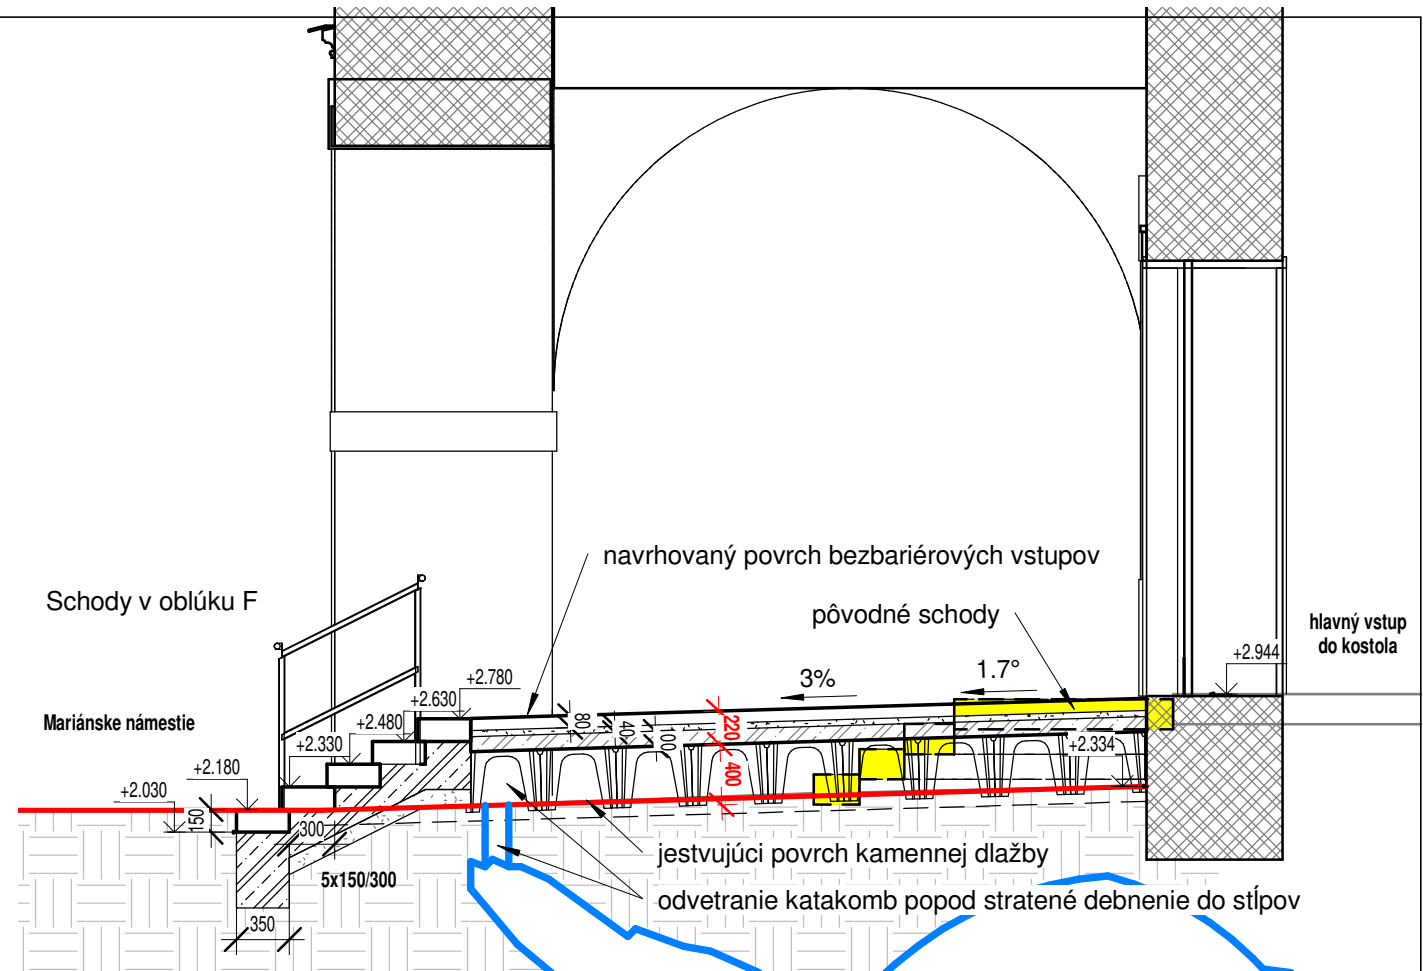 navrhovaný povrch bezbariérových vstupov
Schody v oblúku F
pôvodné schody
hlavný vstup
do kostola
+2.944
3%
1.7°
+2.780
+2.630
+2.480
+2.330
+2.180
+2.030
Mariánske námestie
80
40
100
220
400
+2.334
150
300
5x150/300
350
jestvujúci povrch kamennej dlažby
odvetranie katakomb popod stratené debnenie do stĺpov